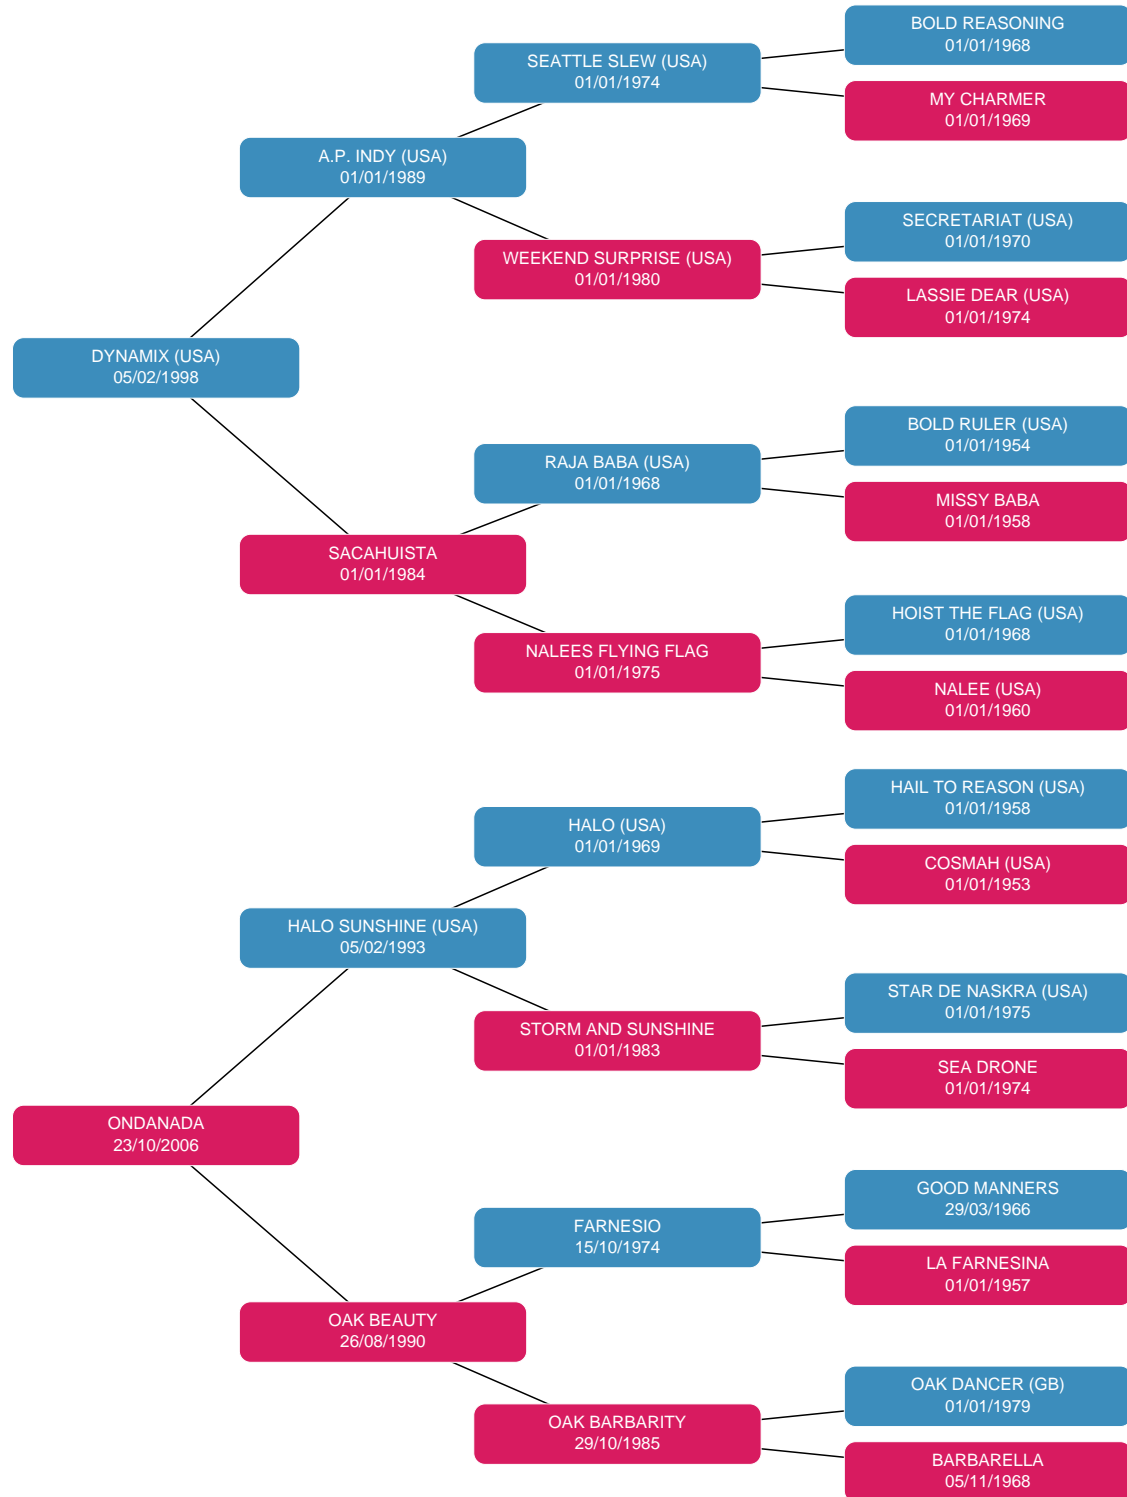 BOLD REASONING
01/01/1968
SEATTLE SLEW (USA)
01/01/1974
MY CHARMER
01/01/1969
A.P. INDY (USA)
01/01/1989
SECRETARIAT (USA)
01/01/1970
WEEKEND SURPRISE (USA)
01/01/1980
LASSIE DEAR (USA)
01/01/1974
DYNAMIX (USA)
05/02/1998
BOLD RULER (USA)
01/01/1954
RAJA BABA (USA)
01/01/1968
MISSY BABA
01/01/1958
SACAHUISTA
01/01/1984
HOIST THE FLAG (USA)
01/01/1968
NALEES FLYING FLAG
01/01/1975
NALEE (USA)
01/01/1960
HAIL TO REASON (USA)
01/01/1958
HALO (USA)
01/01/1969
COSMAH (USA)
01/01/1953
HALO SUNSHINE (USA)
05/02/1993
STAR DE NASKRA (USA)
01/01/1975
STORM AND SUNSHINE
01/01/1983
SEA DRONE
01/01/1974
ONDANADA
23/10/2006
GOOD MANNERS
29/03/1966
FARNESIO
15/10/1974
LA FARNESINA
01/01/1957
OAK BEAUTY
26/08/1990
OAK DANCER (GB)
01/01/1979
OAK BARBARITY
29/10/1985
BARBARELLA
05/11/1968